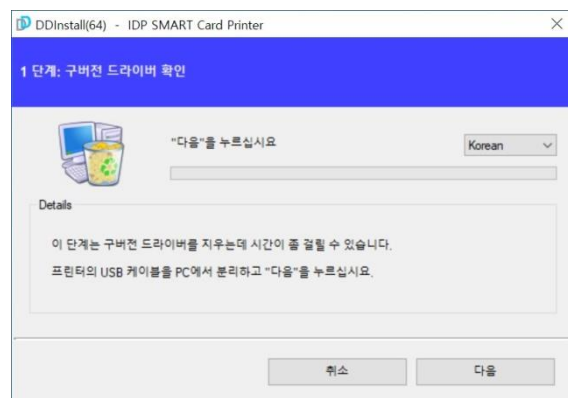 DDInstall(64) - IDP SMART Card Printer
1 단계: 구버전 드라이버 확인
"다음"을 누르십시요
Korean
Details
이 단계는 구버전 드라이버를 지우는데 시간이 좀 걸릴 수 있습니다.
프린터의 USB 케이블을 PC에서 분리하고 "다음"을 누르십시요.
취소
다음